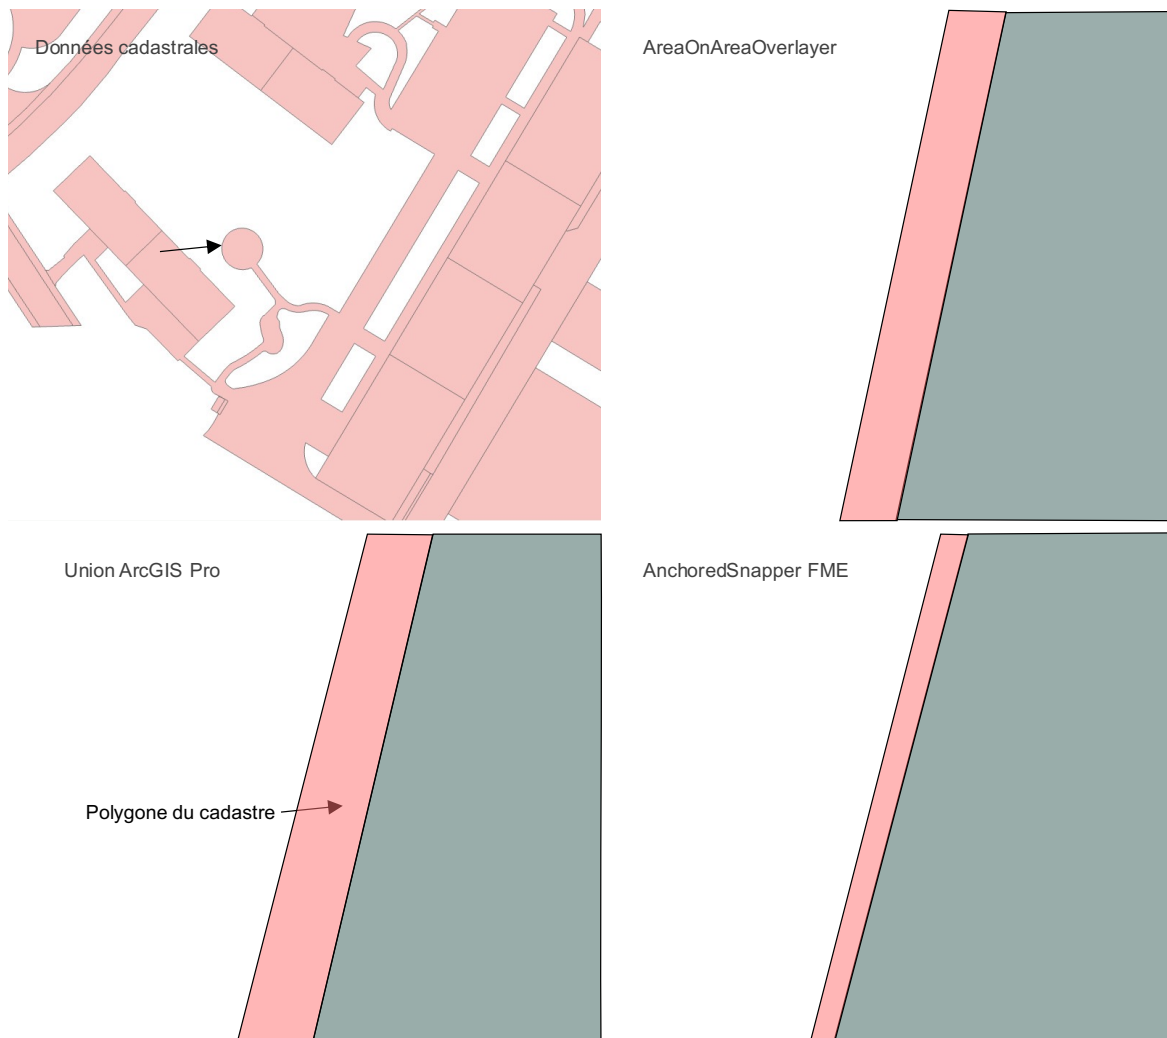 Données cadastrales
AreaOnAreaOverlayer
Union ArcGIS Pro
AnchoredSnapper FME
Polygone du cadastre